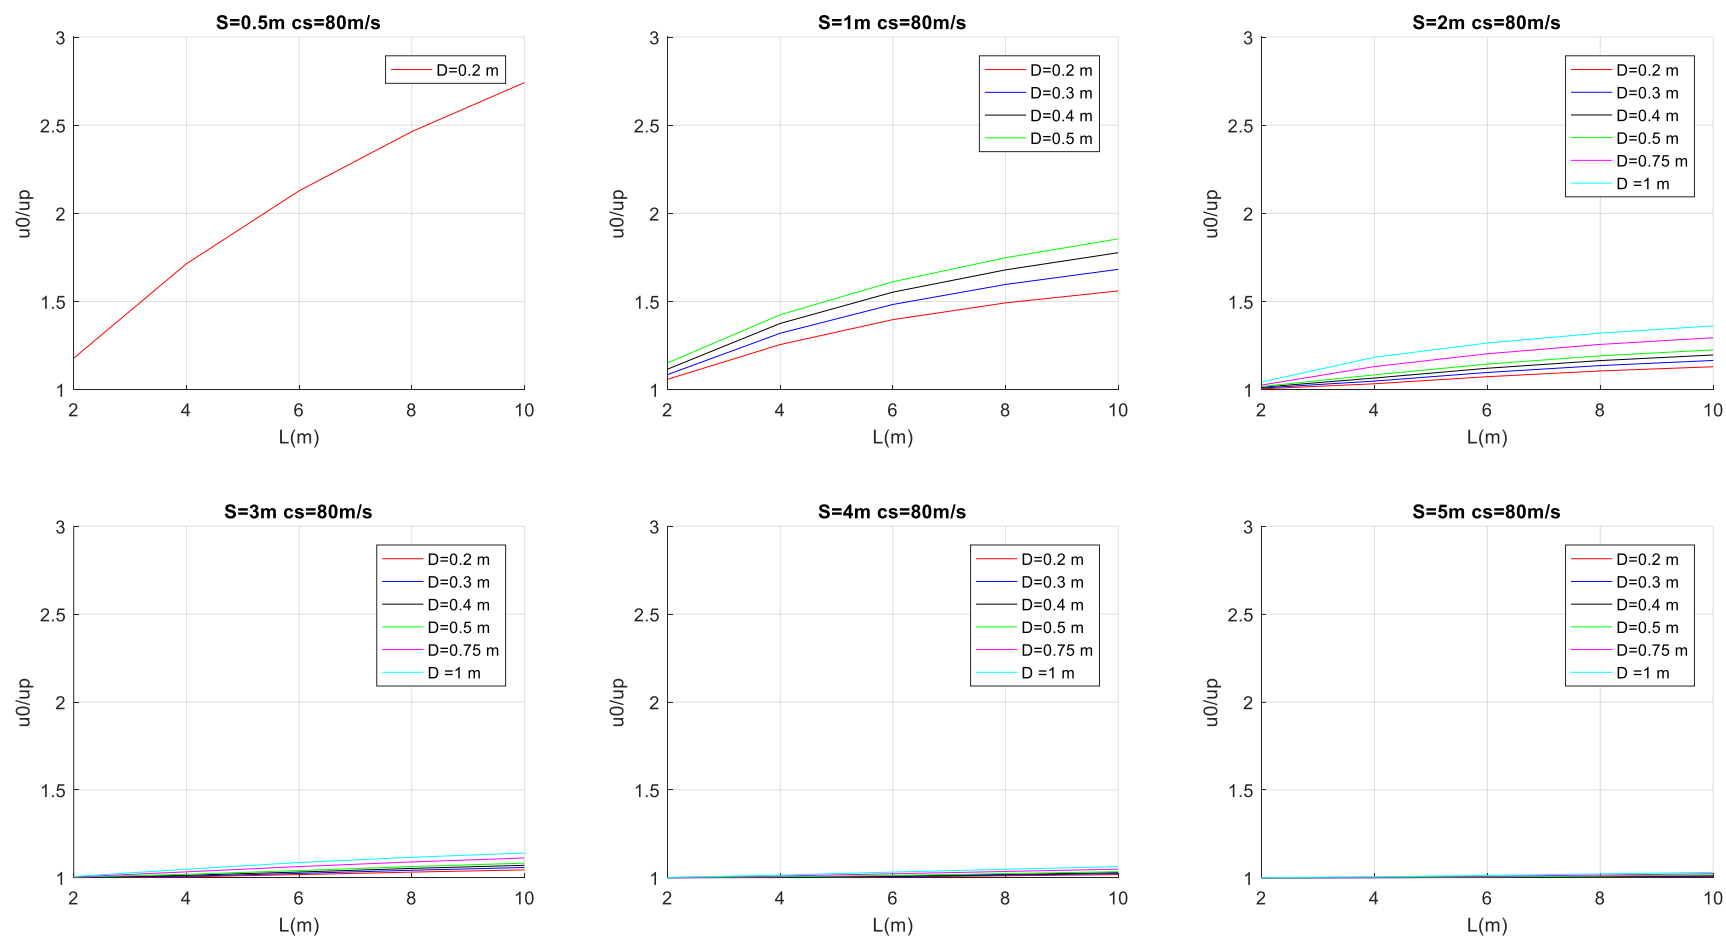 S=0.5m cs=80m/s
3
2.5
2
1.5
1
u0/up
D=0.2 m
2 4 6 8 10
L(m)
S=1m cs=80m/s
3
2.5
2
1.5
1
u0/up
D=0.2 m
D=0.3 m
D=0.4 m
D=0.5 m
2 4 6 8 10
L(m)
S=2m cs=80m/s
3
2.5
2
1.5
1
u0/up
D=0.2 m
D=0.3 m
D=0.4 m
D=0.5 m
D=0.75 m
D =1 m
2 4 6 8 10
L(m)
S=3m cs=80m/s
3
2.5
2
1.5
1
u0/up
D=0.2 m
D=0.3 m
D=0.4 m
D=0.5 m
D=0.75 m
D =1 m
2 4 6 8 10
L(m)
S=4m cs=80m/s
3
2.5
2
1.5
1
u0/up
D=0.2 m
D=0.3 m
D=0.4 m
D=0.5 m
D=0.75 m
D =1 m
2 4 6 8 10
L(m)
S=5m cs=80m/s
3
2.5
2
1.5
1
u0/up
D=0.2 m
D=0.3 m
D=0.4 m
D=0.5 m
D=0.75 m
D =1 m
2 4 6 8 10
L(m)